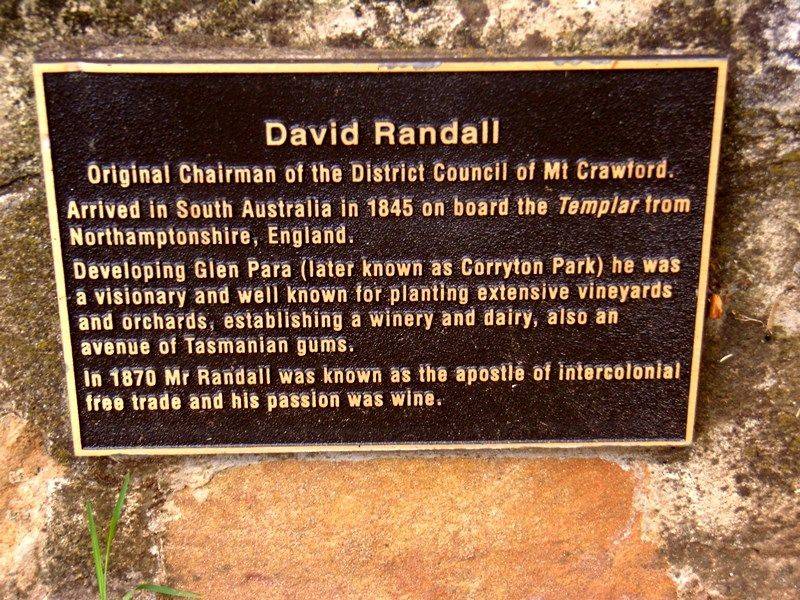 David Randall
Original Chairman of the District Council of Mt Crawford.
Arrived in South Australia in 1845 on board the Templar from
Northamptonshire, England.
Developing Glen Para (later known as Corryton Park) he was
a visionary and well known for planting extensive vineyards
and orchards, establishing a winery and dairy, also an
avenue of Tasmanian gums.
In 1870 Mr Randall was known as the apostle of intercolonial
free trade and his passion was wine.